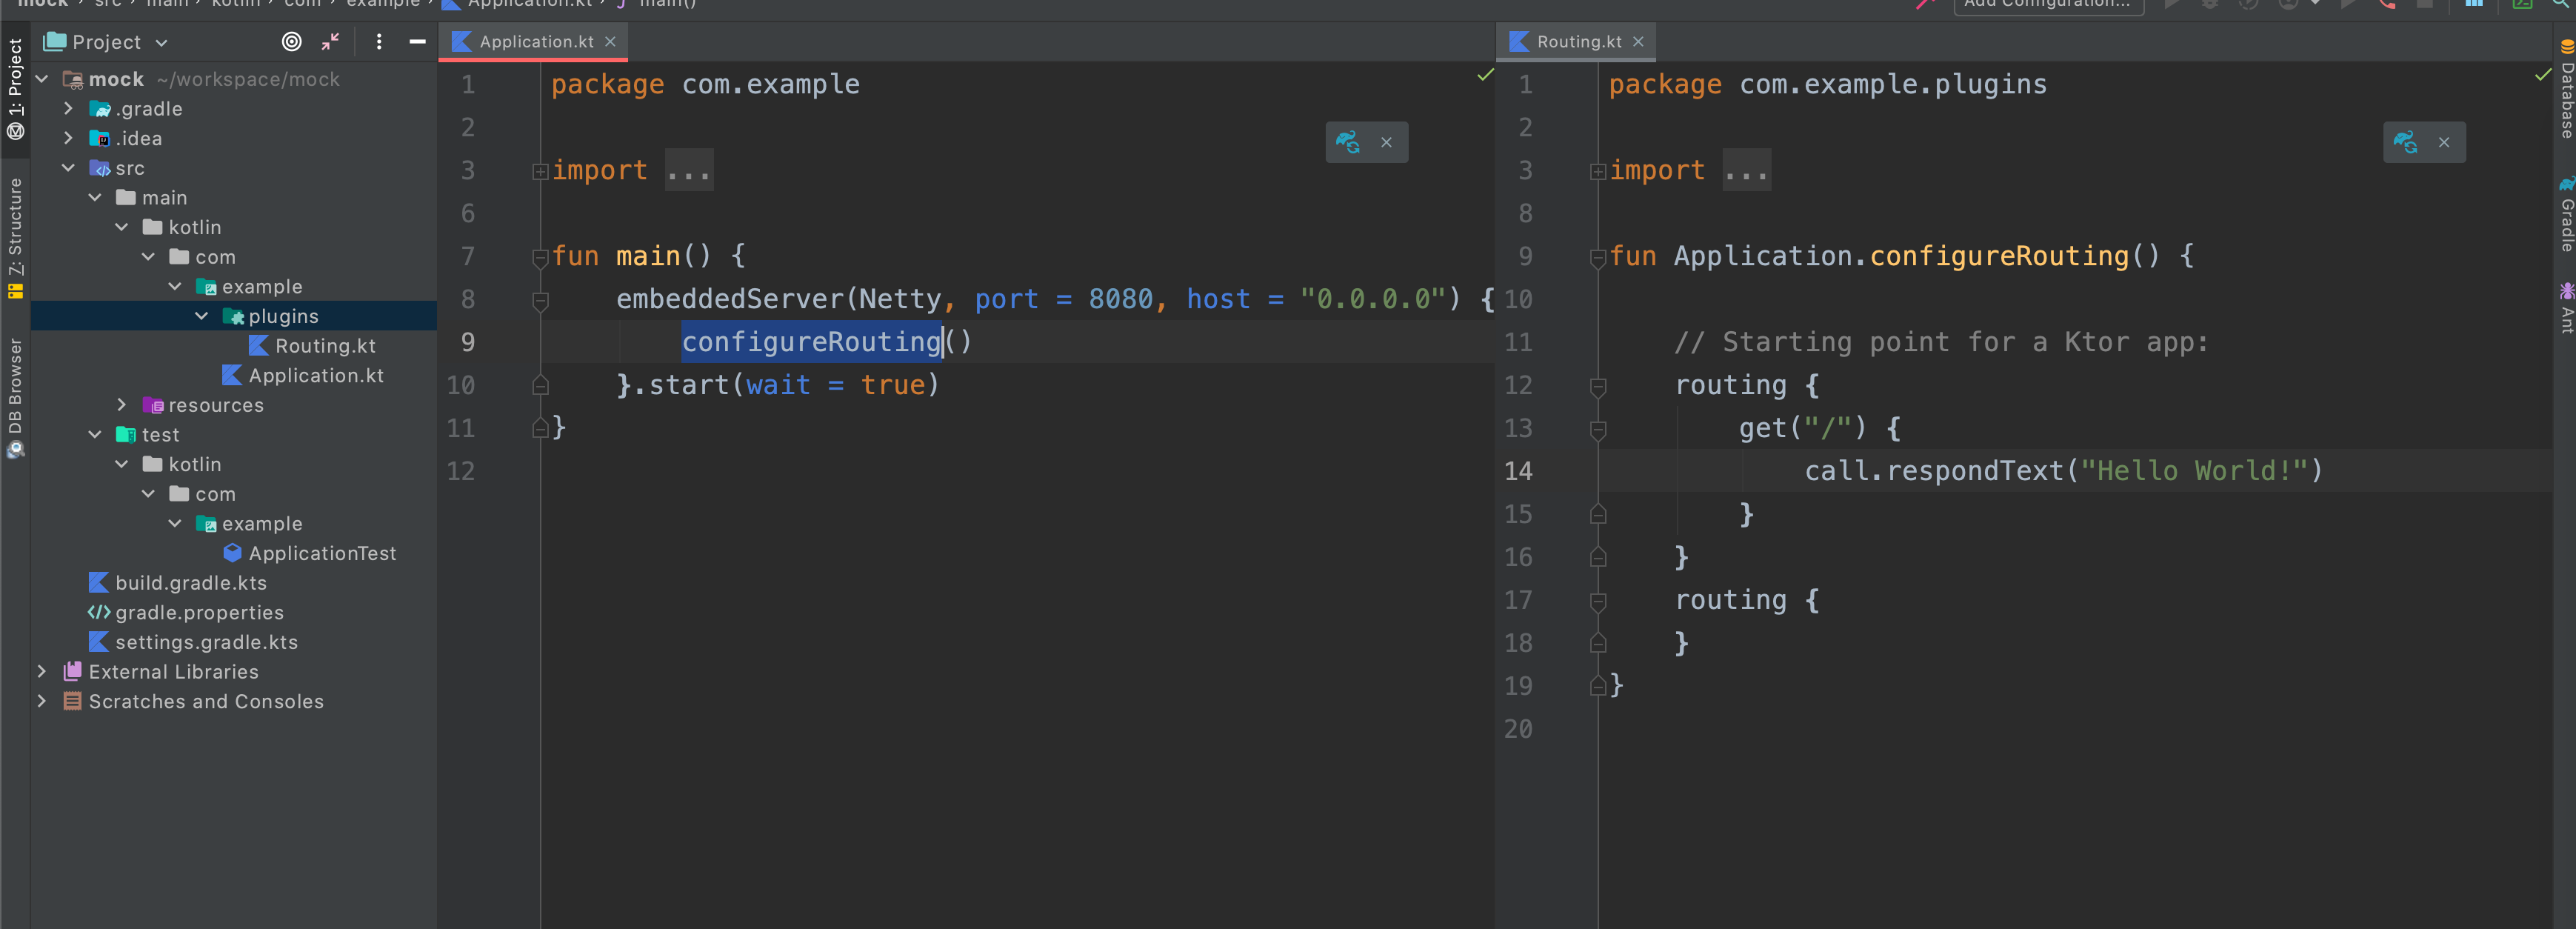 mock › src › main › kotlin › com › example › Application.kt › main()
Add Configuration...
1: Project
7: Structure
DB Browser
Project
mock ~/workspace/mock
.gradle
.idea
src
main
kotlin
com
example
plugins
Routing.kt
Application.kt
resources
test
kotlin
com
example
ApplicationTest
build.gradle.kts
gradle.properties
settings.gradle.kts
External Libraries
Scratches and Consoles
Application.kt
1 package com.example
2
3 import ...
6
7 fun main() {
8 embeddedServer(Netty, port = 8080, host = "0.0.0.0") {
9 configureRouting()
10 }.start(wait = true)
11 }
12
Routing.kt
1 package com.example.plugins
2
3 import ...
8
9 fun Application.configureRouting() {
10
11 // Starting point for a Ktor app:
12 routing {
13 get("/") {
14 call.respondText("Hello World!")
15 }
16 }
17 routing {
18 }
19 }
20
Database
Gradle
Ant